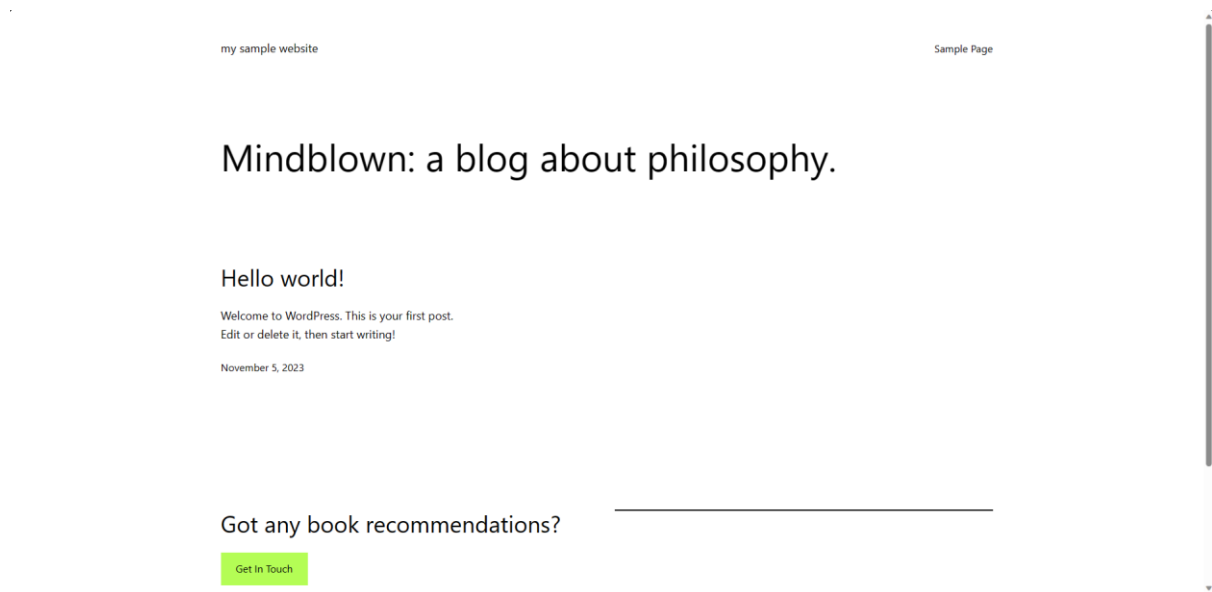 my sample website
Sample Page
Mindblown: a blog about philosophy.
Hello world!
Welcome to WordPress. This is your first post.
Edit or delete it, then start writing!
November 5, 2023
Got any book recommendations?
Get In Touch